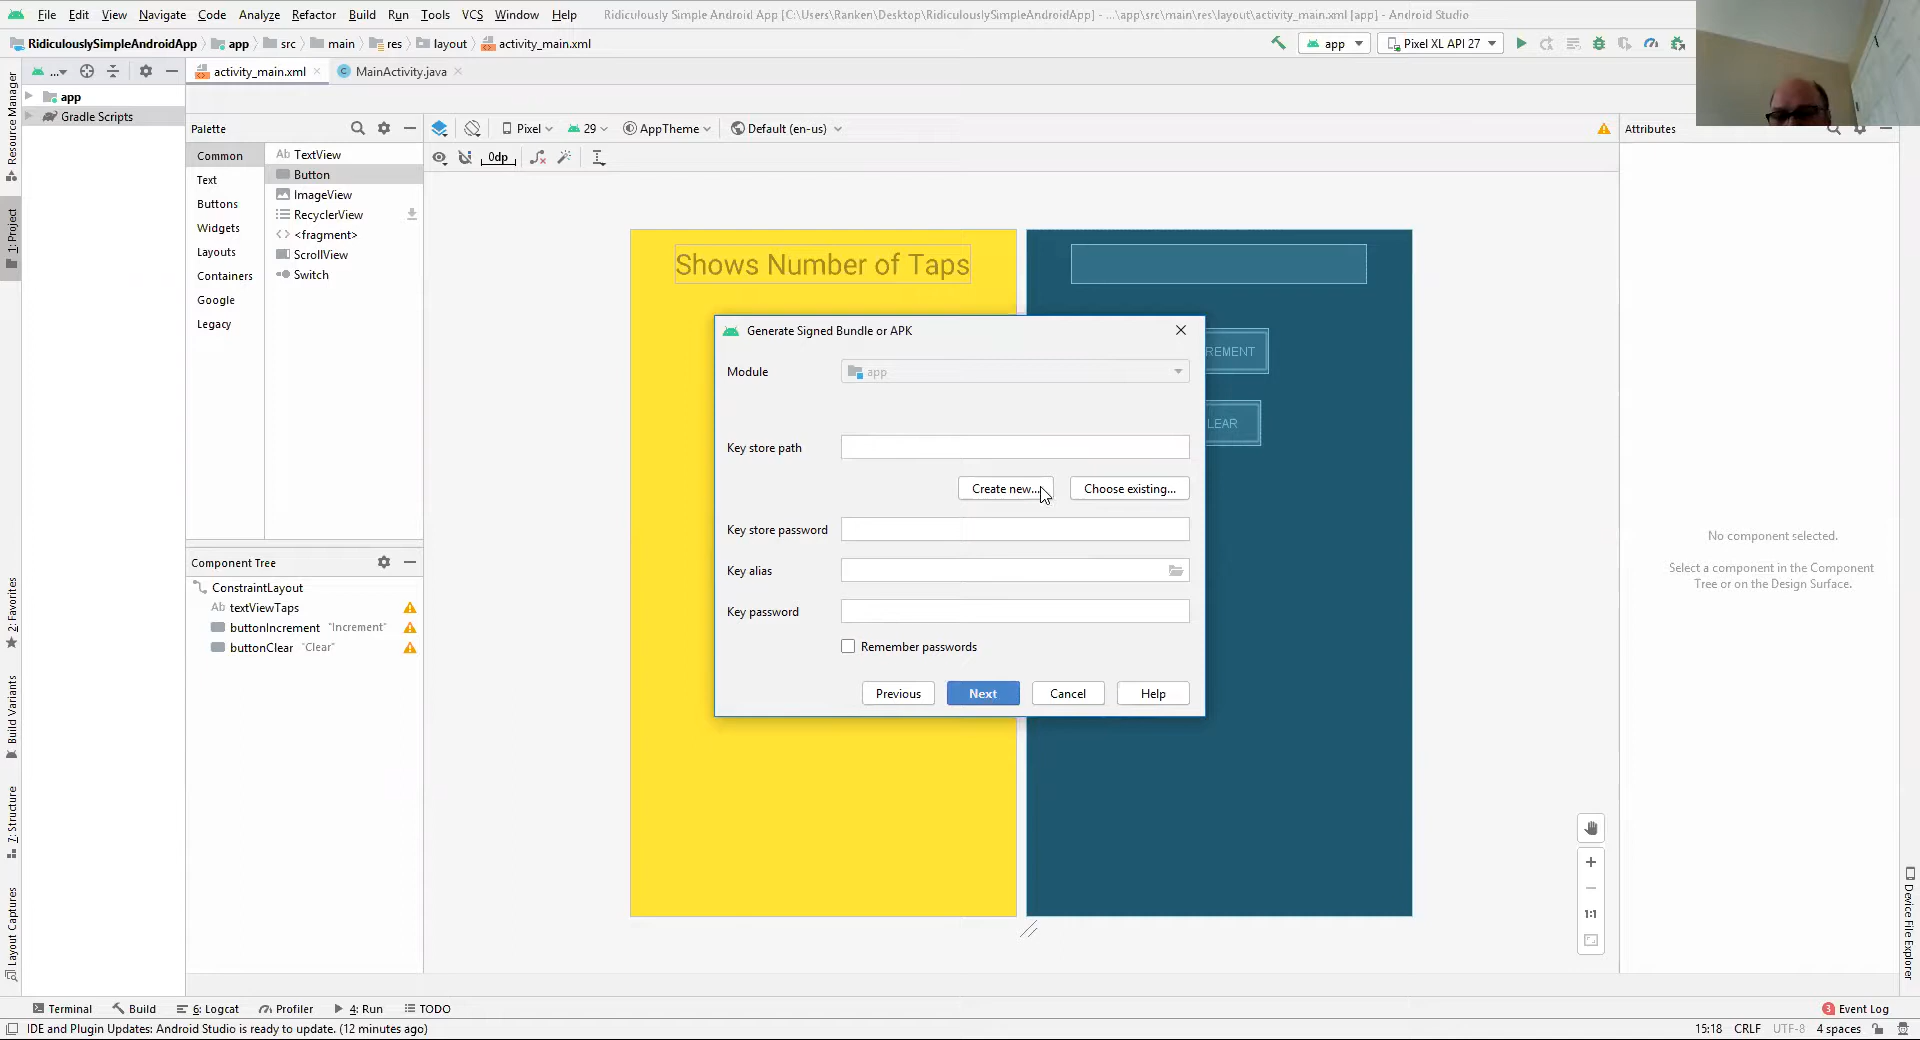 File Edit View Navigate Code Analyze Refactor Build Run Tools VCS Window Help Ridiculously Simple Android App [C:\Users\Ranken\Desktop\RidiculouslySimpleAndroidApp] - ...\app\src\main\res\layout\activity_main.xml [app] - Android Studio
RidiculouslySimpleAndroidApp app src main res layout activity_main.xml app Pixel XL API 27
... activity_main.xml MainActivity.java
app
Gradle Scripts
Resource Manager
1: Project
2: Favorites
Build Variants
7: Structure
Layout Captures
Palette
Common
Text
Buttons
Widgets
Layouts
Containers
Google
Legacy
Ab TextView
Button
ImageView
RecyclerView
<fragment>
ScrollView
Switch
Pixel 29 AppTheme Default (en-us)
0dp
Component Tree
ConstraintLayout
Ab textViewTaps
buttonIncrement "Increment"
buttonClear "Clear"
Shows Number of Taps
REMENT
LEAR
Generate Signed Bundle or APK
Module app
Key store path
Create new... Choose existing...
Key store password
Key alias
Key password
Remember passwords
Previous Next Cancel Help
Attributes
No component selected.
Select a component in the Component
Tree or on the Design Surface.
1:1
Device File Explorer
Terminal Build 6: Logcat Profiler 4: Run TODO 3 Event Log
IDE and Plugin Updates: Android Studio is ready to update. (12 minutes ago) 15:18 CRLF UTF-8 4 spaces